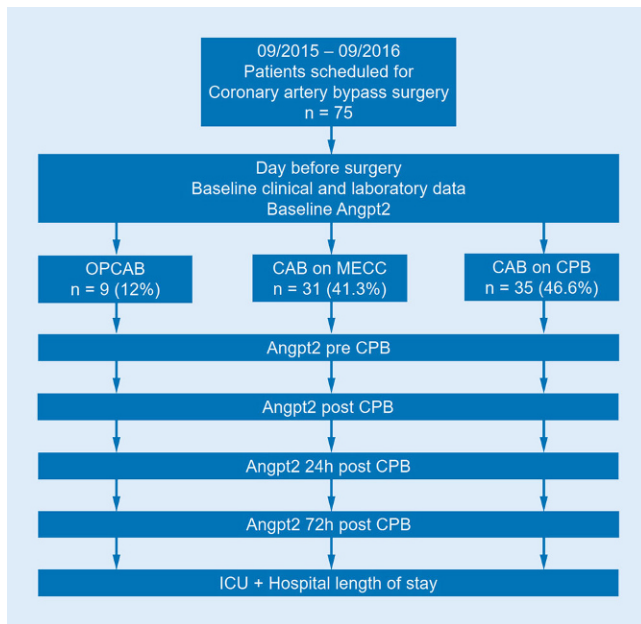 09/2015 – 09/2016
Patients scheduled for
Coronary artery bypass surgery
n = 75
Day before surgery
Baseline clinical and laboratory data
Baseline Angpt2
OPCAB
n = 9 (12%)
CAB on MECC
n = 31 (41.3%)
CAB on CPB
n = 35 (46.6%)
Angpt2 pre CPB
Angpt2 post CPB
Angpt2 24h post CPB
Angpt2 72h post CPB
ICU + Hospital length of stay